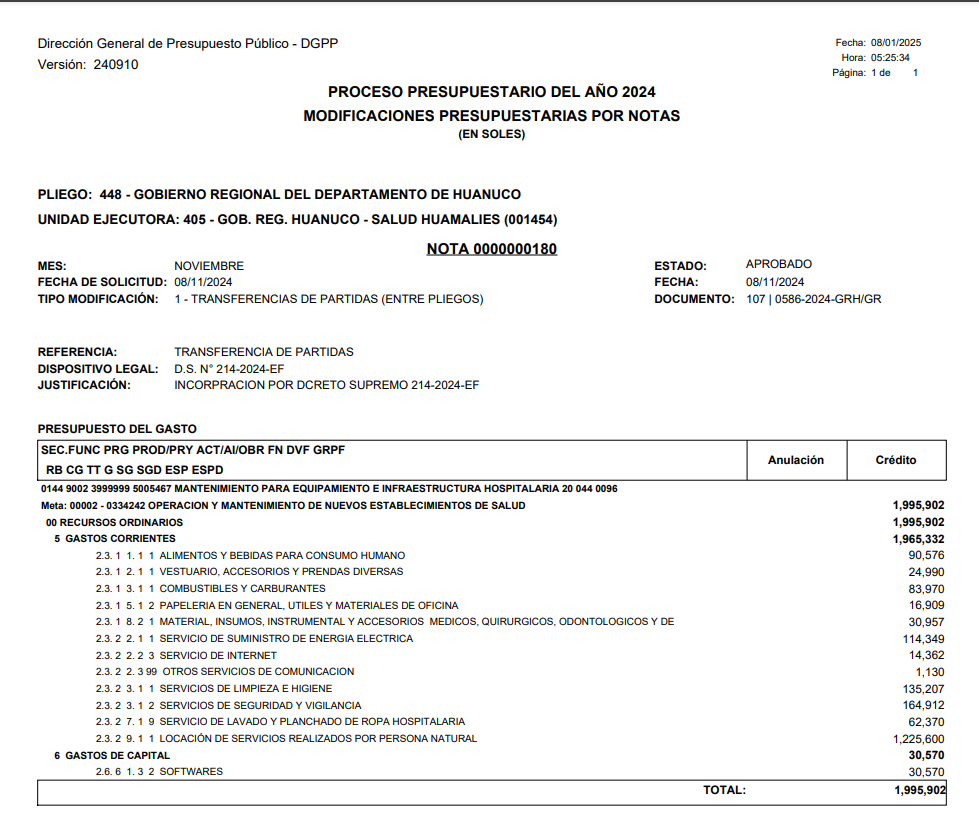 Dirección General de Presupuesto Público - DGPP
Fecha: 08/01/2025
Versión: 240910
Hora: 05:25:34
Página: 1 de 1
PROCESO PRESUPUESTARIO DEL AÑO 2024
MODIFICACIONES PRESUPUESTARIAS POR NOTAS
(EN SOLES)
PLIEGO: 448 - GOBIERNO REGIONAL DEL DEPARTAMENTO DE HUANUCO
UNIDAD EJECUTORA: 405 - GOB. REG. HUANUCO - SALUD HUAMALIES (001454)
NOTA 0000000180
MES: NOVIEMBRE ESTADO: APROBADO
FECHA DE SOLICITUD: 08/11/2024 FECHA: 08/11/2024
TIPO MODIFICACIÓN: 1 - TRANSFERENCIAS DE PARTIDAS (ENTRE PLIEGOS) DOCUMENTO: 107 | 0586-2024-GRH/GR
REFERENCIA: TRANSFERENCIA DE PARTIDAS
DISPOSITIVO LEGAL: D.S. N° 214-2024-EF
JUSTIFICACIÓN: INCORPRACION POR DCRETO SUPREMO 214-2024-EF
PRESUPUESTO DEL GASTO
SEC.FUNC PRG PROD/PRY ACT/AI/OBR FN DVF GRPF
RB CG TT G SG SGD ESP ESPD
Anulación Crédito
0144 9002 3999999 5005467 MANTENIMIENTO PARA EQUIPAMIENTO E INFRAESTRUCTURA HOSPITALARIA 20 044 0096
Meta: 00002 - 0334242 OPERACION Y MANTENIMIENTO DE NUEVOS ESTABLECIMIENTOS DE SALUD 1,995,902
00 RECURSOS ORDINARIOS 1,995,902
5 GASTOS CORRIENTES 1,965,332
2.3. 1 1. 1 1 ALIMENTOS Y BEBIDAS PARA CONSUMO HUMANO 90,576
2.3. 1 2. 1 1 VESTUARIO, ACCESORIOS Y PRENDAS DIVERSAS 24,990
2.3. 1 3. 1 1 COMBUSTIBLES Y CARBURANTES 83,970
2.3. 1 5. 1 2 PAPELERIA EN GENERAL, UTILES Y MATERIALES DE OFICINA 16,909
2.3. 1 8. 2 1 MATERIAL, INSUMOS, INSTRUMENTAL Y ACCESORIOS MEDICOS, QUIRURGICOS, ODONTOLOGICOS Y DE 30,957
2.3. 2 2. 1 1 SERVICIO DE SUMINISTRO DE ENERGIA ELECTRICA 114,349
2.3. 2 2. 2 3 SERVICIO DE INTERNET 14,362
2.3. 2 2. 3 99 OTROS SERVICIOS DE COMUNICACION 1,130
2.3. 2 3. 1 1 SERVICIOS DE LIMPIEZA E HIGIENE 135,207
2.3. 2 3. 1 2 SERVICIOS DE SEGURIDAD Y VIGILANCIA 164,912
2.3. 2 7. 1 9 SERVICIO DE LAVADO Y PLANCHADO DE ROPA HOSPITALARIA 62,370
2.3. 2 9. 1 1 LOCACIÓN DE SERVICIOS REALIZADOS POR PERSONA NATURAL 1,225,600
6 GASTOS DE CAPITAL 30,570
2.6. 6 1. 3 2 SOFTWARES 30,570
TOTAL: 1,995,902